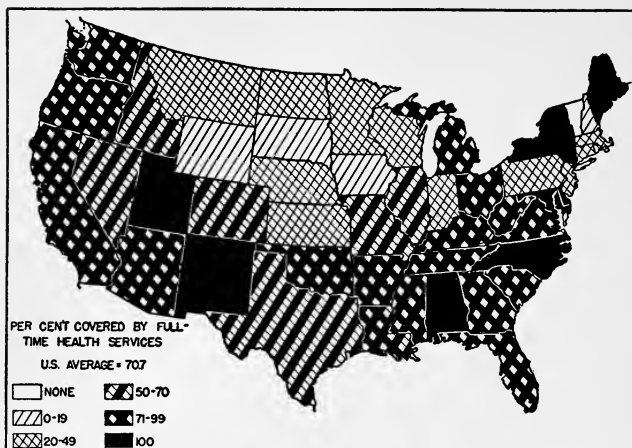 PER CENT COVERED BY FULL-
TIME HEALTH SERVICES
U.S. AVERAGE = 70.7
NONE
0-19
20-49
50-70
71-99
100